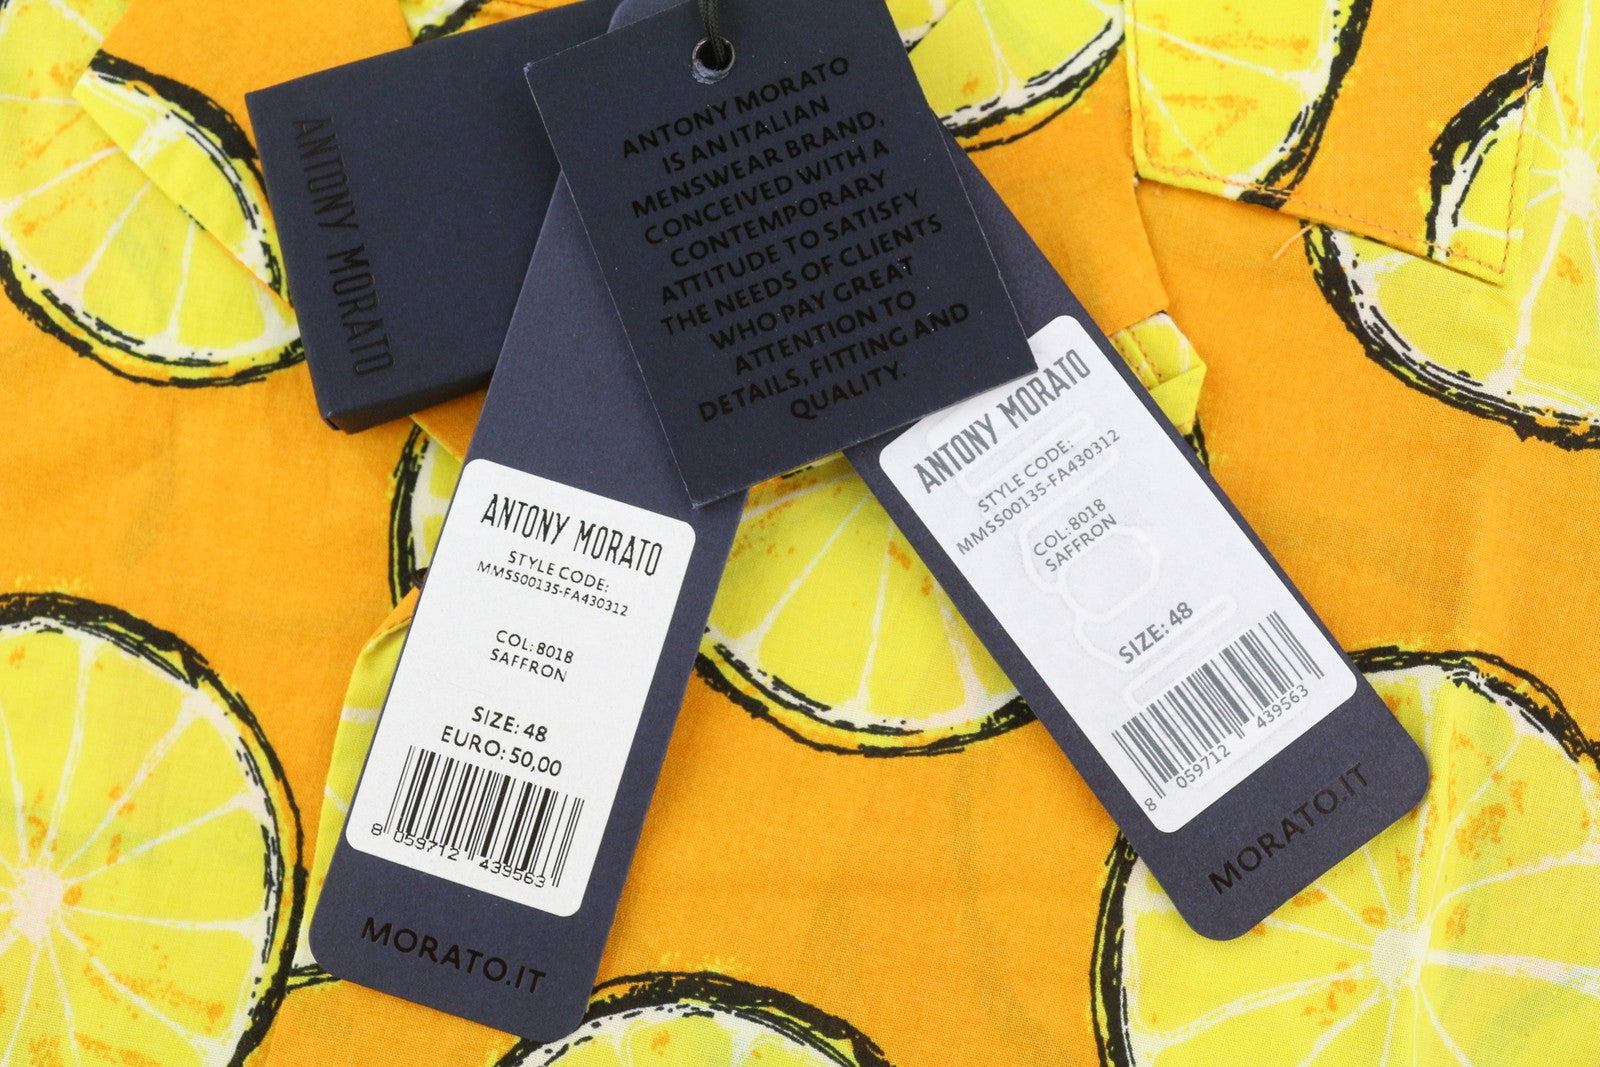 ANTONY MORATO
ANTONY MORATO
IS AN ITALIAN
MENSWEAR BRAND,
CONCEIVED WITH A
CONTEMPORARY
ATTITUDE TO SATISFY
THE NEEDS OF CLIENTS
WHO PAY GREAT
ATTENTION TO
DETAILS, FITTING AND
QUALITY.
ANTONY MORATO
STYLE CODE:
MMSS00135-FA430312
COL: 8018
SAFFRON
SIZE: 48
EURO: 50,00
8 059712 439563
MORATO.IT
ANTONY MORATO
STYLE CODE:
MMSS00135-FA430312
COL: 8018
SAFFRON
SIZE: 48
8 059712 439563
MORATO.IT